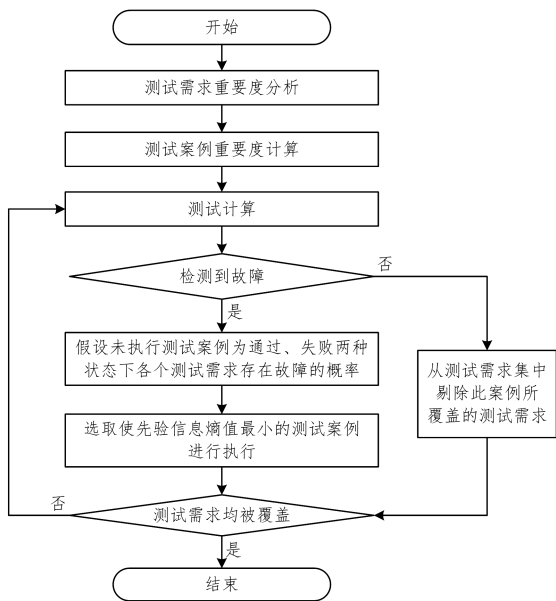 开始
测试需求重要度分析
测试案例重要度计算
测试计算
检测到故障
否
是
假设未执行测试案例为通过、失败两种
状态下各个测试需求存在故障的概率
从测试需求集中
剔除此案例所
覆盖的测试需求
选取使先验信息熵值最小的测试案例
进行执行
否
测试需求均被覆盖
是
结束